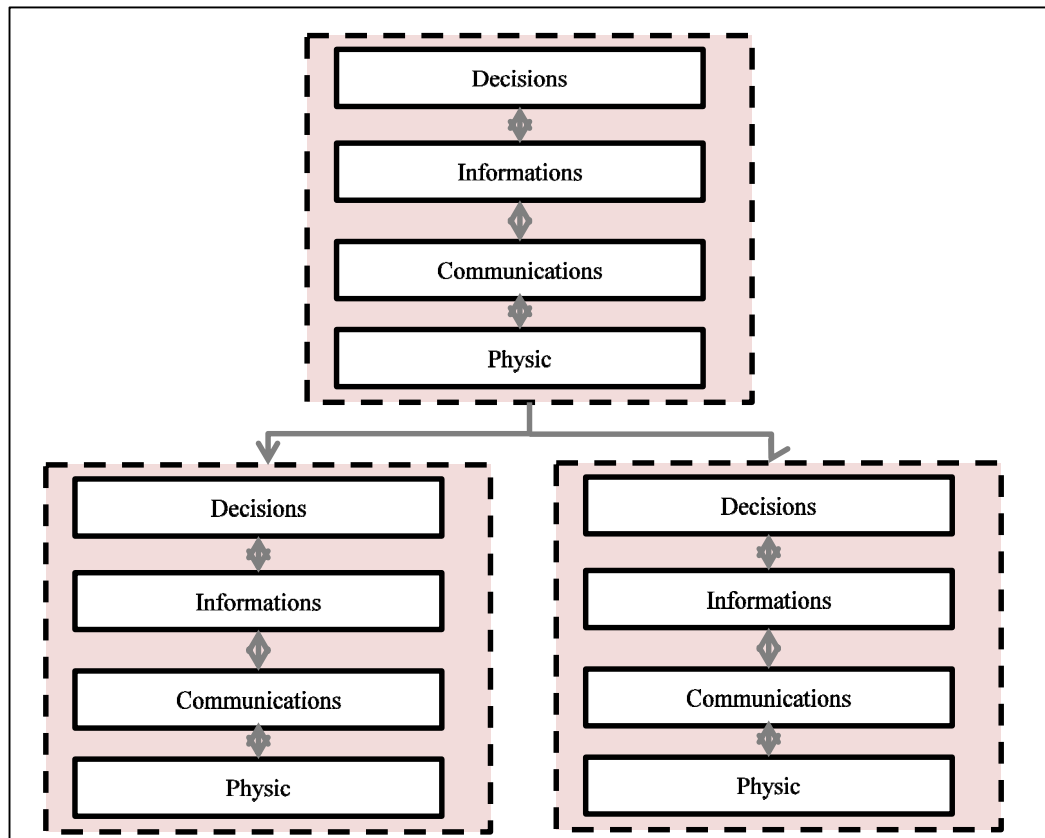 Decisions
Informations
Communications
Physic
Decisions
Informations
Communications
Physic
Decisions
Informations
Communications
Physic